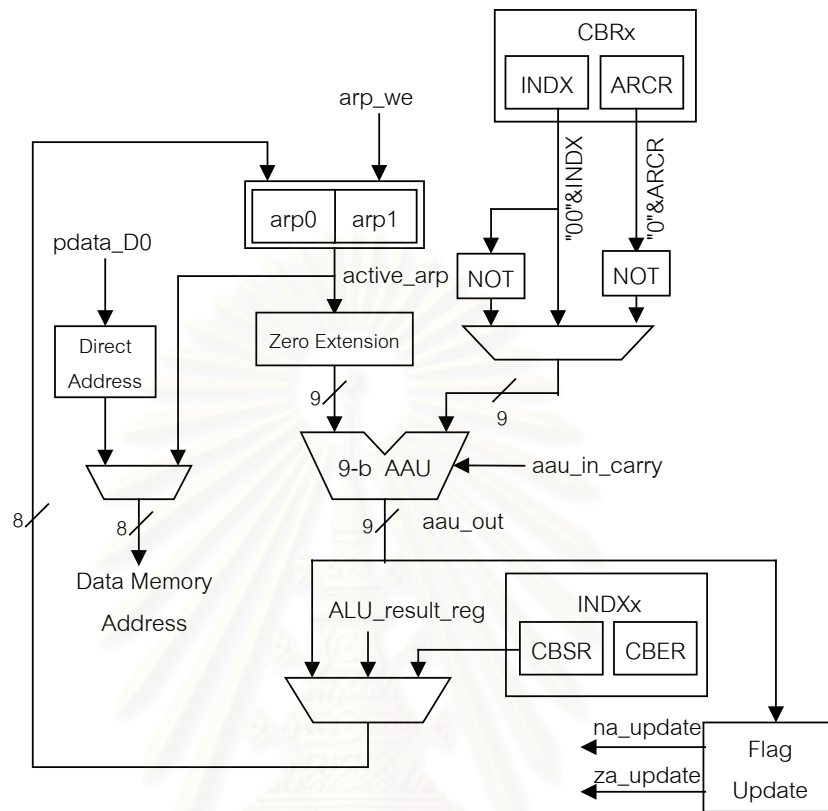 CBRx
INDX
ARCR
arp_we
"00"&INDX
"0"&ARCR
arp0
arp1
pdata_D0
active_arp
NOT
NOT
Direct
Address
Zero Extension
9
9
9-b AAU
aau_in_carry
8
8
9
aau_out
Data Memory
Address
ALU_result_reg
INDXx
CBSR
CBER
na_update
za_update
Flag
Update